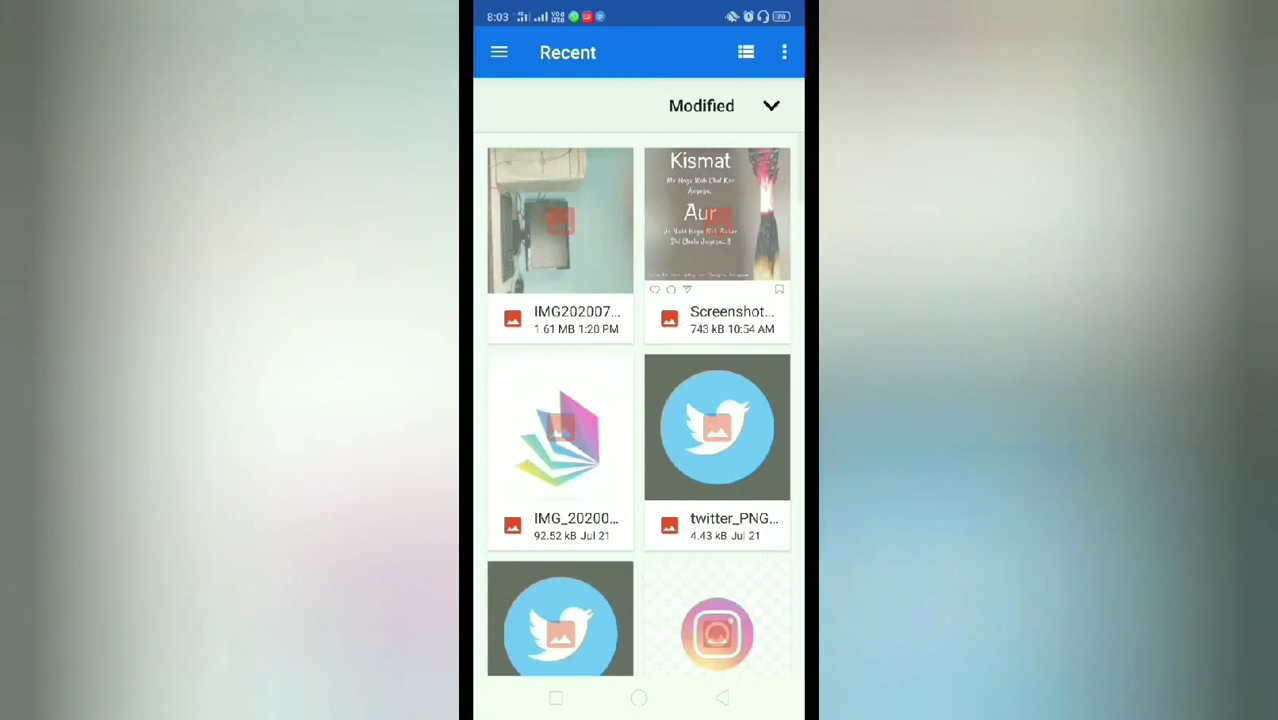 8:03
Recent
Modified
Kismat
Aur
IMG202007...
1.61 MB 1:20 PM
Screenshot...
743 kB 10:54 AM
IMG_20200...
92.52 kB Jul 21
twitter_PNG...
4.43 kB Jul 21